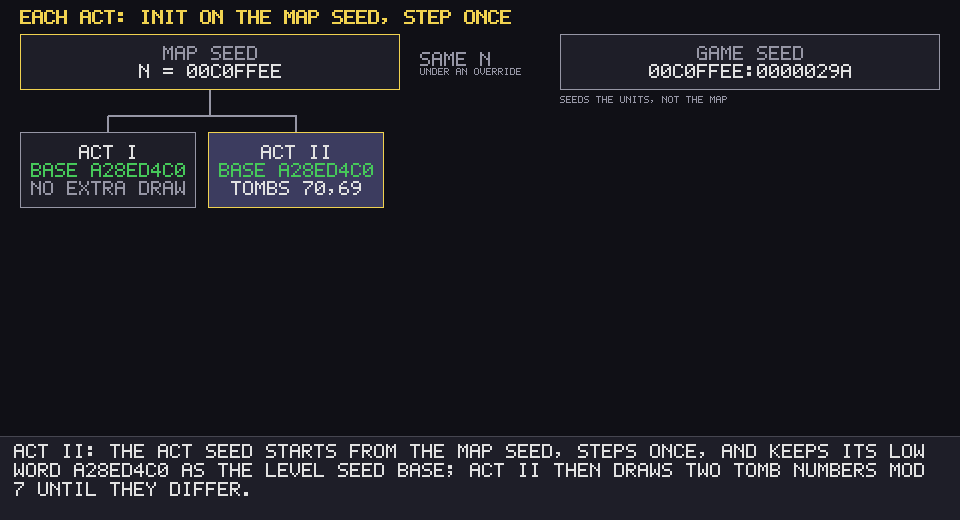 EACH ACT: INIT ON THE MAP SEED, STEP ONCE
MAP SEED
N = 00C0FFEE
SAME N
UNDER AN OVERRIDE
GAME SEED
00C0FFEE:0000029A
SEEDS THE UNITS, NOT THE MAP
ACT I
BASE A28ED4C0
NO EXTRA DRAW
ACT II
BASE A28ED4C0
TOMBS 70,69
ACT II: THE ACT SEED STARTS FROM THE MAP SEED, STEPS ONCE, AND KEEPS ITS LOW
WORD A28ED4C0 AS THE LEVEL SEED BASE; ACT II THEN DRAWS TWO TOMB NUMBERS MOD
7 UNTIL THEY DIFFER.